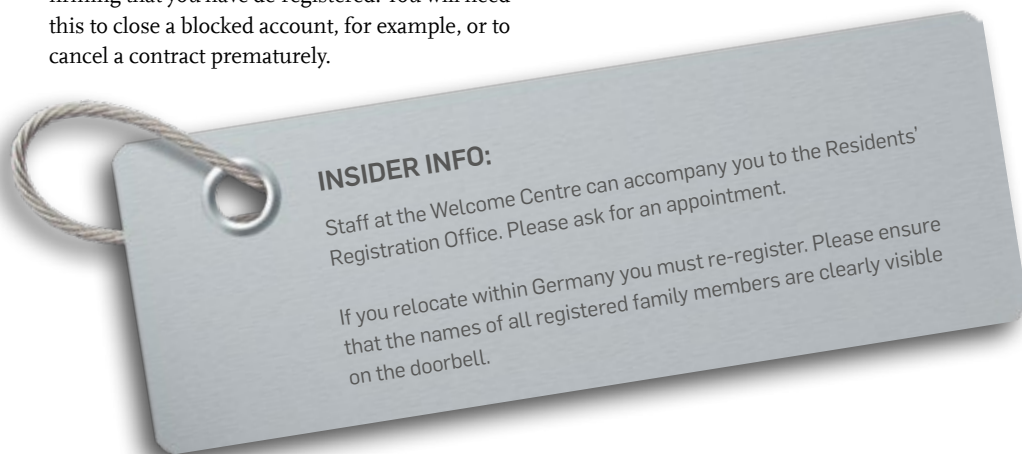 firming that you have de-registered. You will need
this to close a blocked account, for example, or to
cancel a contract prematurely.
INSIDER INFO:
Staff at the Welcome Centre can accompany you to the Residents’
Registration Office. Please ask for an appointment.
If you relocate within Germany you must re-register. Please ensure
that the names of all registered family members are clearly visible
on the doorbell.